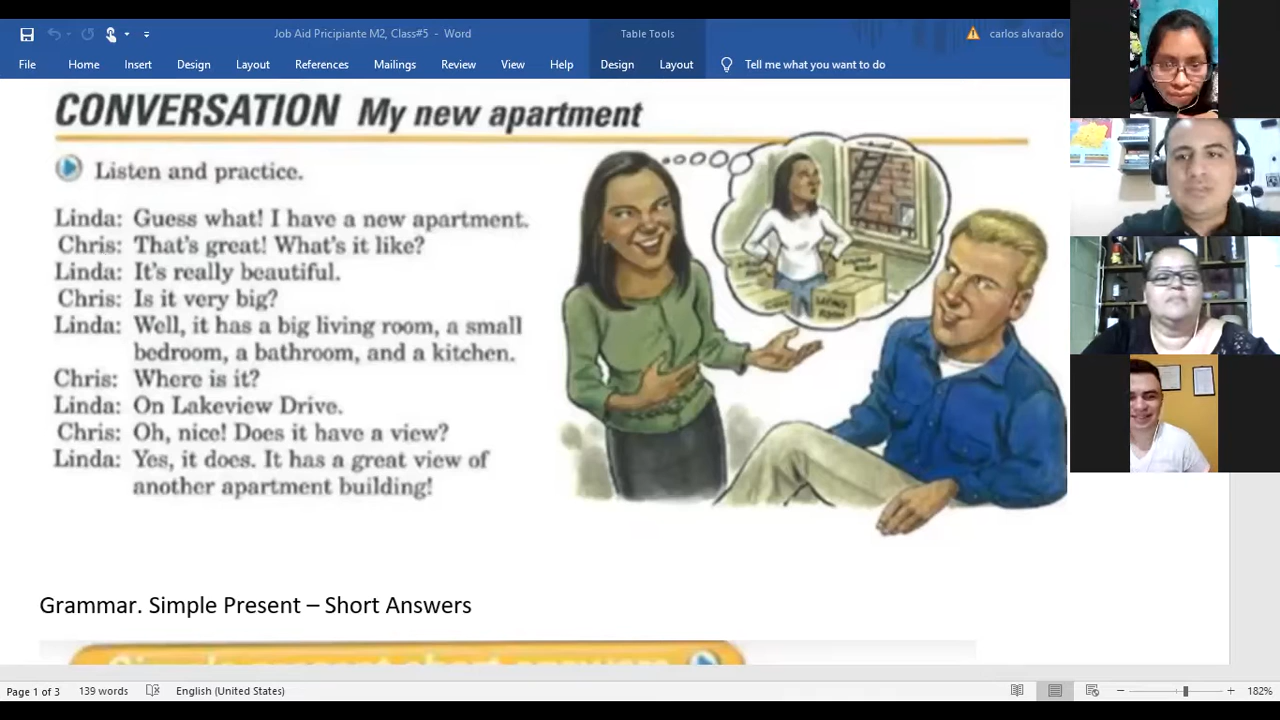 Job Aid Pricipiante M2, Class#5 - Word
Table Tools
carlos alvarado
File Home Insert Design Layout References Mailings Review View Help Design Layout Tell me what you want to do
CONVERSATION My new apartment
Listen and practice.
Linda: Guess what! I have a new apartment.
Chris: That's great! What's it like?
Linda: It's really beautiful.
Chris: Is it very big?
Linda: Well, it has a big living room, a small
bedroom, a bathroom, and a kitchen.
Chris: Where is it?
Linda: On Lakeview Drive.
Chris: Oh, nice! Does it have a view?
Linda: Yes, it does. It has a great view of
another apartment building!
Grammar. Simple Present – Short Answers
Simple present short answers
Page 1 of 3 139 words English (United States) 182%